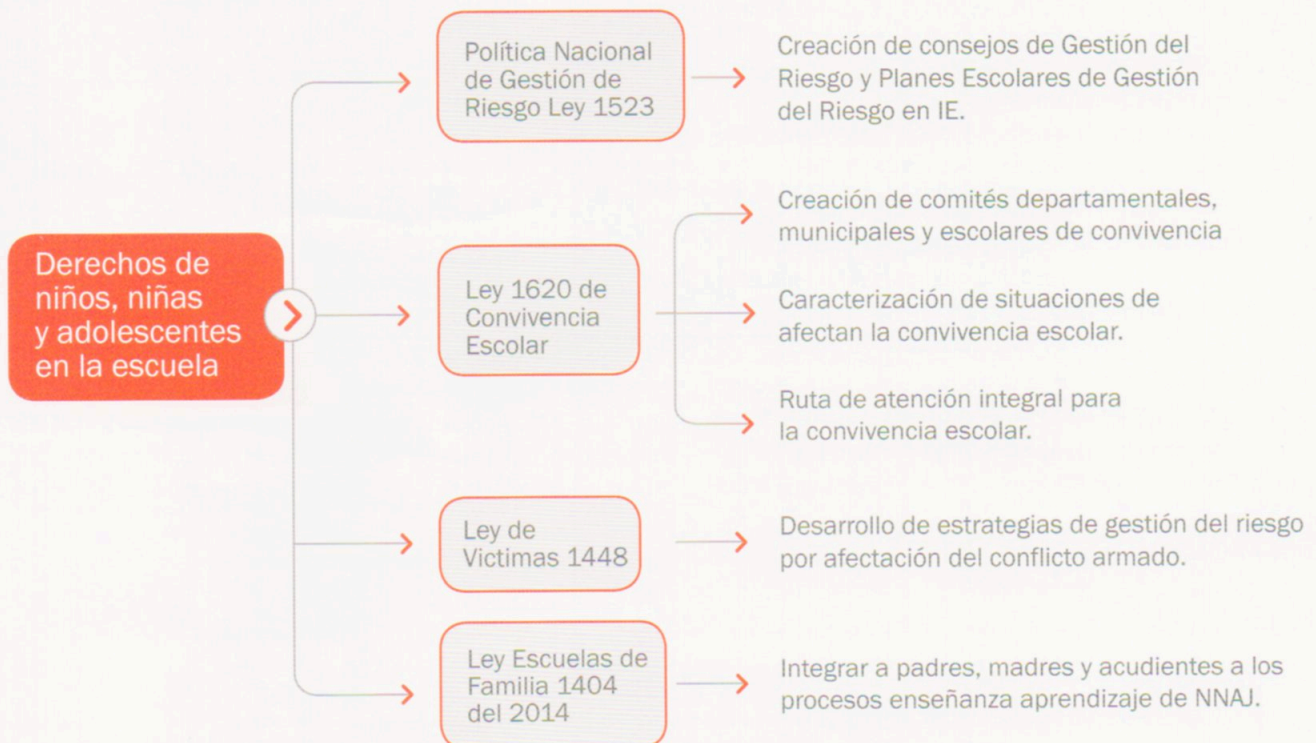 Derechos de
niños, niñas
y adolescentes
en la escuela
Política Nacional
de Gestión de
Riesgo Ley 1523
Creación de consejos de Gestión del
Riesgo y Planes Escolares de Gestión
del Riesgo en IE.
Ley 1620 de
Convivencia
Escolar
Creación de comités departamentales,
municipales y escolares de convivencia
Caracterización de situaciones de
afectan la convivencia escolar.
Ruta de atención integral para
la convivencia escolar.
Ley de
Victimas 1448
Desarrollo de estrategias de gestión del riesgo
por afectación del conflicto armado.
Ley Escuelas de
Familia 1404
del 2014
Integrar a padres, madres y acudientes a los
procesos enseñanza aprendizaje de NNAJ.